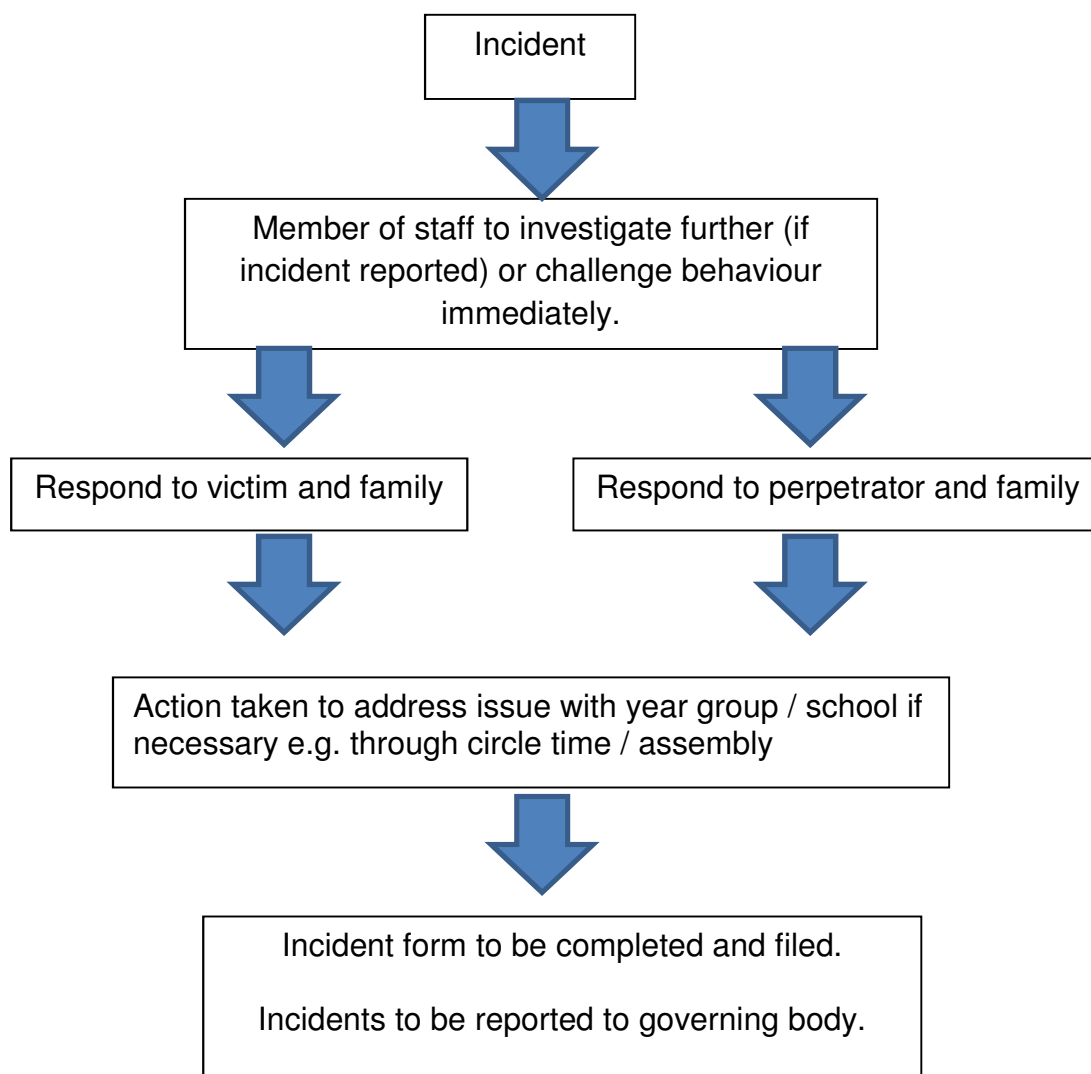 Incident
Member of staff to investigate further (if
incident reported) or challenge behaviour
immediately.
Respond to victim and family
Respond to perpetrator and family
Action taken to address issue with year group / school if
necessary e.g. through circle time / assembly
Incident form to be completed and filed.
Incidents to be reported to governing body.